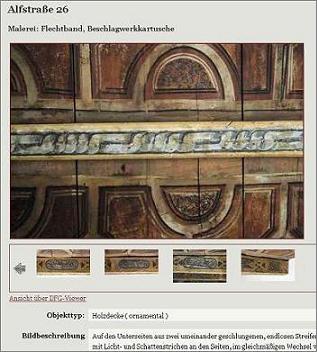 Alfstraße 26
Malerei: Flechtband, Beschlagwerkkartusche
Ansicht über DFG-Viewer
Objekttyp: Holzdecke ( ornamental )
Bildbeschreibung Auf den Unterseiten aus zwei umeinander geschlungenen, endlosen Streifen
mit Licht- und Schattenstrichen an den Seiten, im gleichmäßigen Wechsel